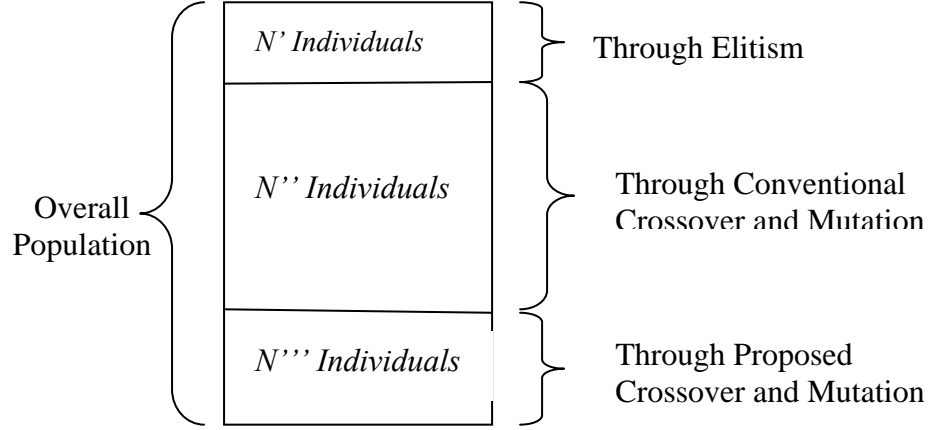 N’ Individuals
Through Elitism
N’’ Individuals
Through Conventional
Crossover and Mutation
Overall
Population
N’’’ Individuals
Through Proposed
Crossover and Mutation